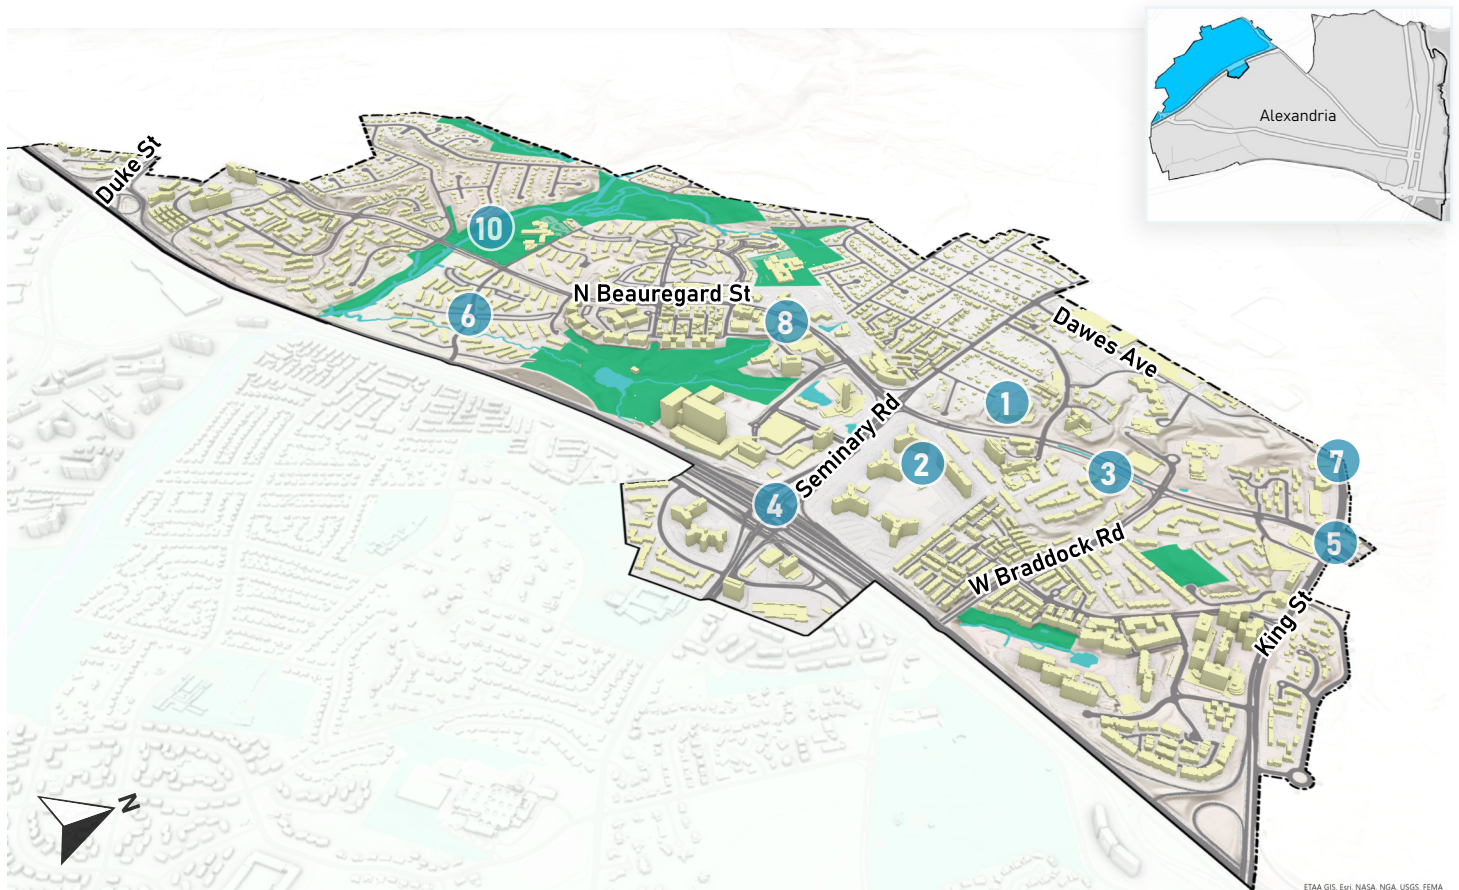 Alexandria
Duke St
10
N Beauregard St
6
8
Dawes Ave
1
Seminary Rd
2
3
7
4
5
W Braddock Rd
King St
N
ETAA GIS, Esri, NASA, NGA, USGS, FEMA